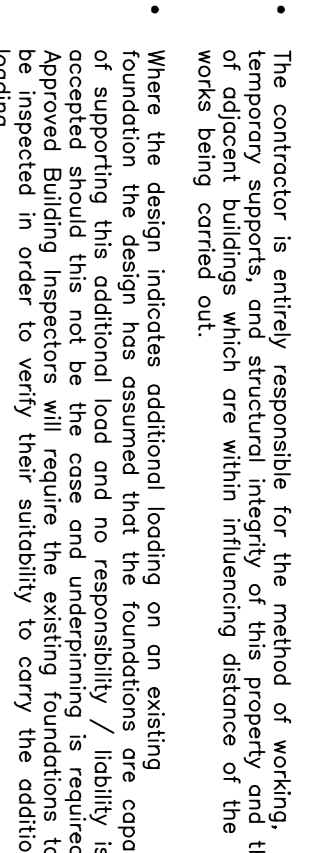 • The contractor is entirely responsible for the method of working,
temporary supports, and structural integrity of this property and
of adjacent buildings which are within influencing distance of the
works being carried out.
• Where the design indicates additional loading on an existing
foundation the design has assumed that the foundations are capa
of supporting this additional load and no responsibility / liability is
accepted should this not be the case and underpinning is required
Approved Building Inspectors will require the existing foundations to
be inspected in order to verify their suitability to carry the additio
loading